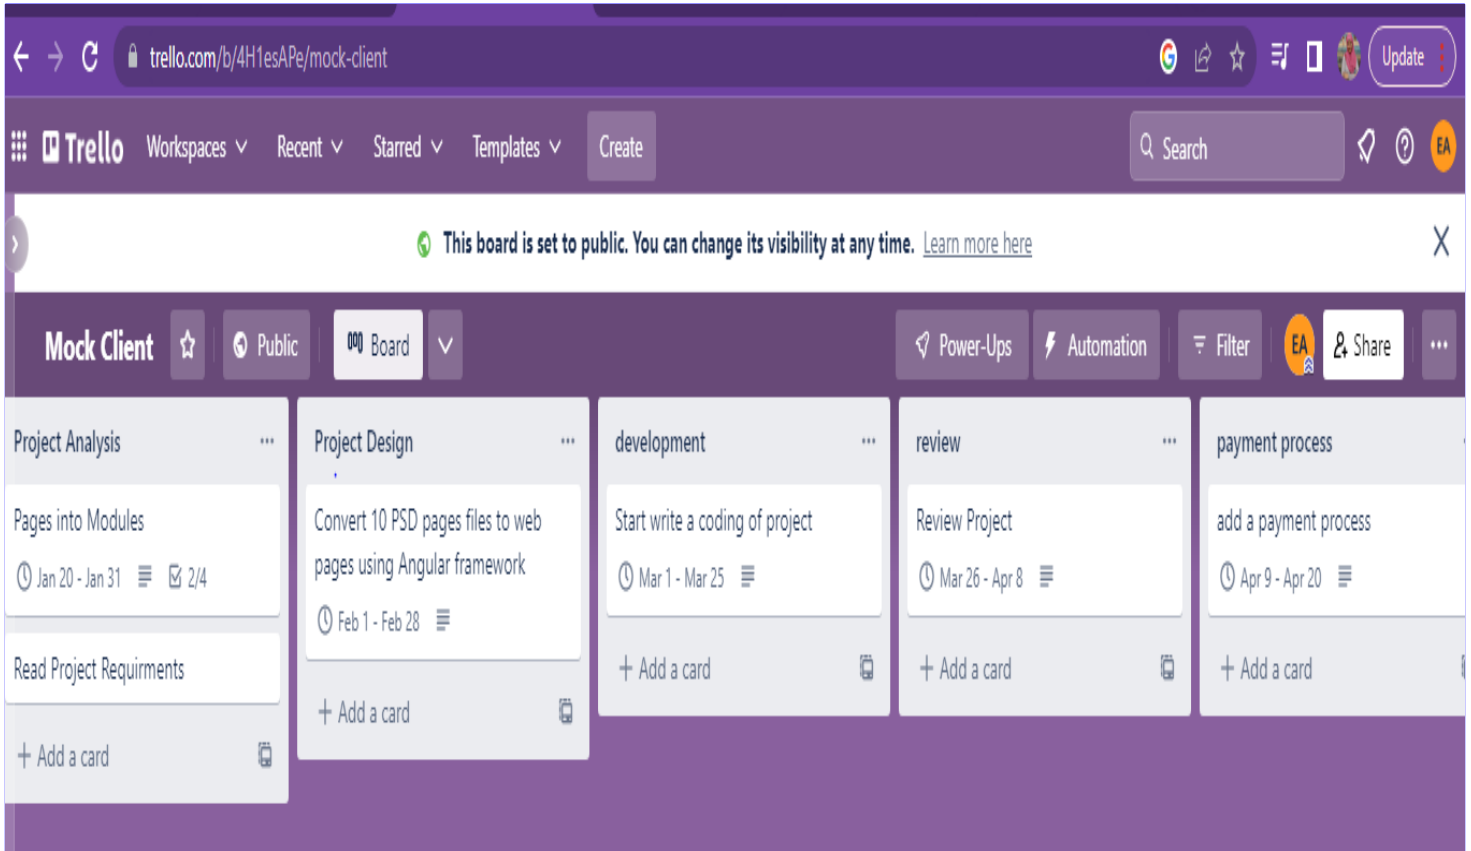 trello.com/b/4H1esAPe/mock-client
Update
Trello Workspaces Recent Starred Templates Create Search EA
This board is set to public. You can change its visibility at any time. Learn more here
Mock Client Public Board Power-Ups Automation Filter EA Share
Project Analysis
Pages into Modules
Jan 20 - Jan 31 2/4
Read Project Requirments
+ Add a card
Project Design
Convert 10 PSD pages files to web
pages using Angular framework
Feb 1 - Feb 28
+ Add a card
development
Start write a coding of project
Mar 1 - Mar 25
+ Add a card
review
Review Project
Mar 26 - Apr 8
+ Add a card
payment process
add a payment process
Apr 9 - Apr 20
+ Add a card